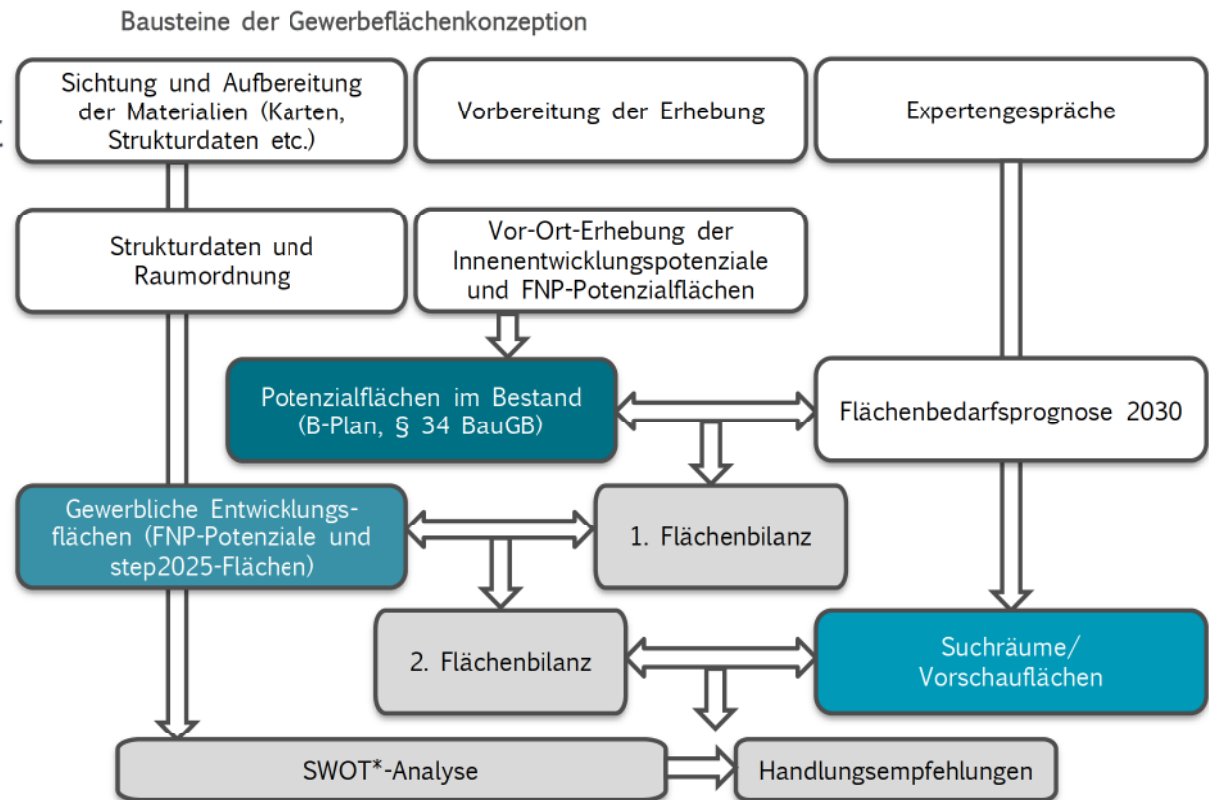 Bausteine der Gewerbeflächenkonzeption
Sichtung und Aufbereitung
der Materialien (Karten,
Strukturdaten etc.)
Vorbereitung der Erhebung
Expertengespräche
Strukturdaten und
Raumordnung
Vor-Ort-Erhebung der
Innenentwicklungspotenziale
und FNP-Potenzialflächen
Potenzialflächen im Bestand
(B-Plan, § 34 BauGB)
Flächenbedarfsprognose 2030
Gewerbliche Entwicklungs-
flächen (FNP-Potenziale und
step2025-Flächen)
1. Flächenbilanz
2. Flächenbilanz
Suchräume/
Vorschauflächen
SWOT*-Analyse
Handlungsempfehlungen